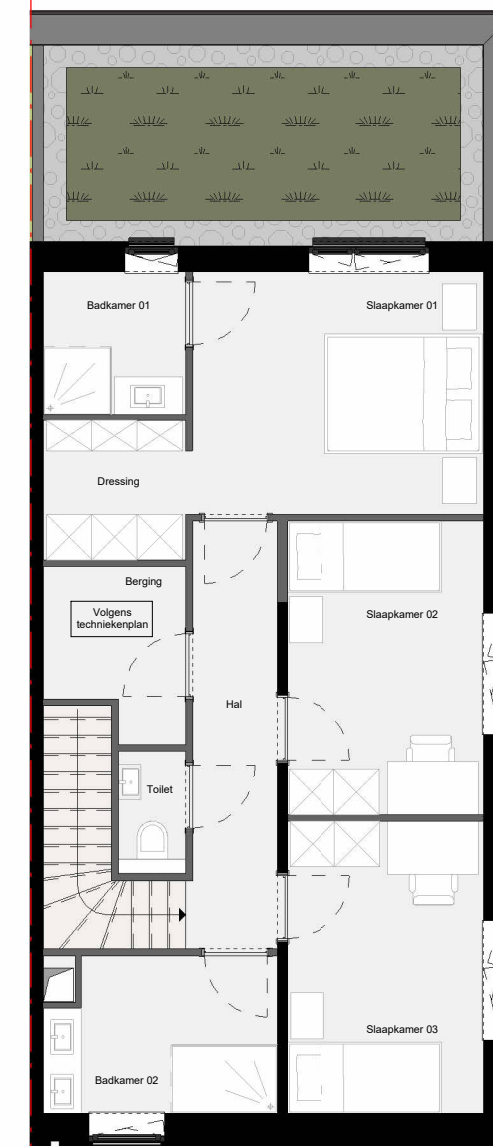 Badkamer 01
Slaapkamer 01
Dressing
Berging
Volgens
techniekenplan
Slaapkamer 02
Hal
Toilet
Slaapkamer 03
Badkamer 02